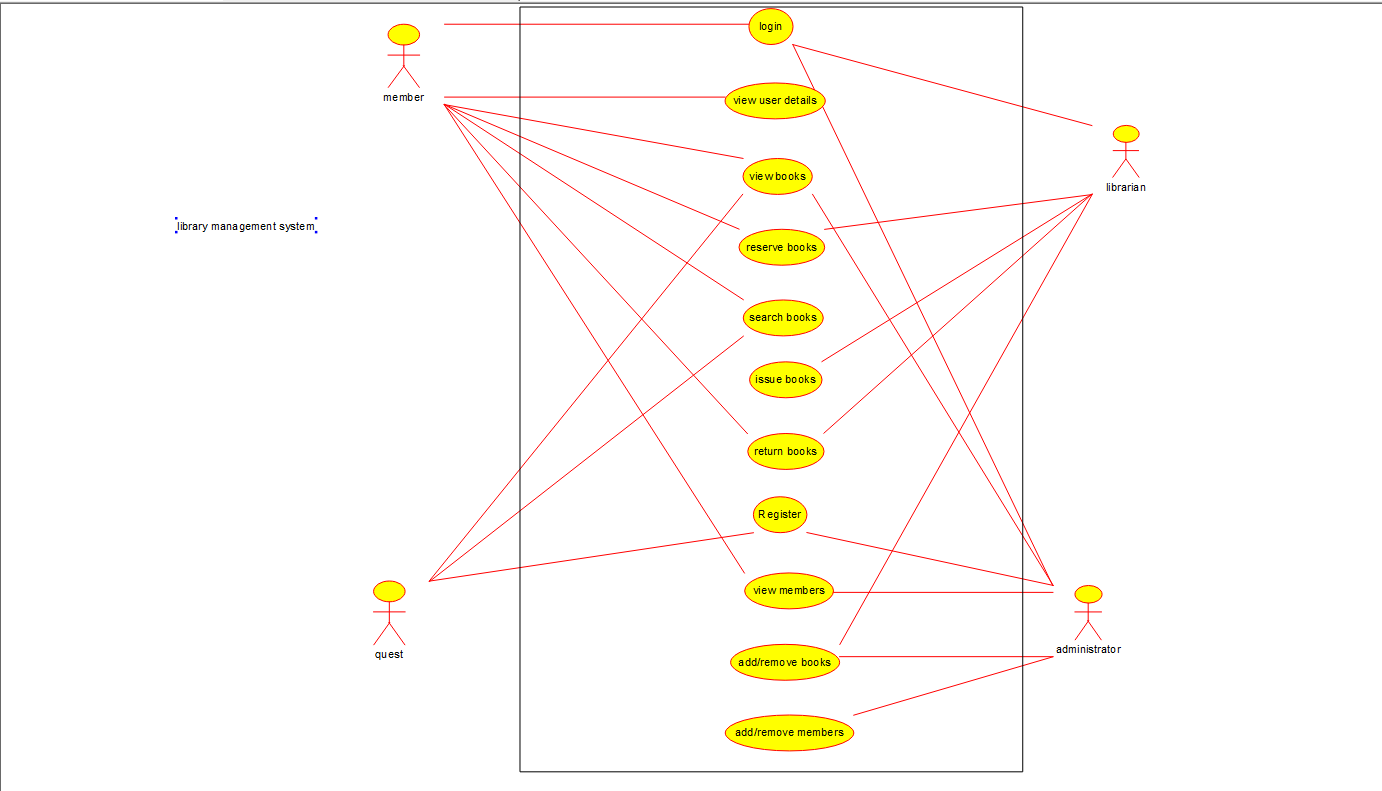 login
member
view user details
librarian
view books
library management system
reserve books
search books
issue books
return books
Register
view members
quest
administrator
add/remove books
add/remove members